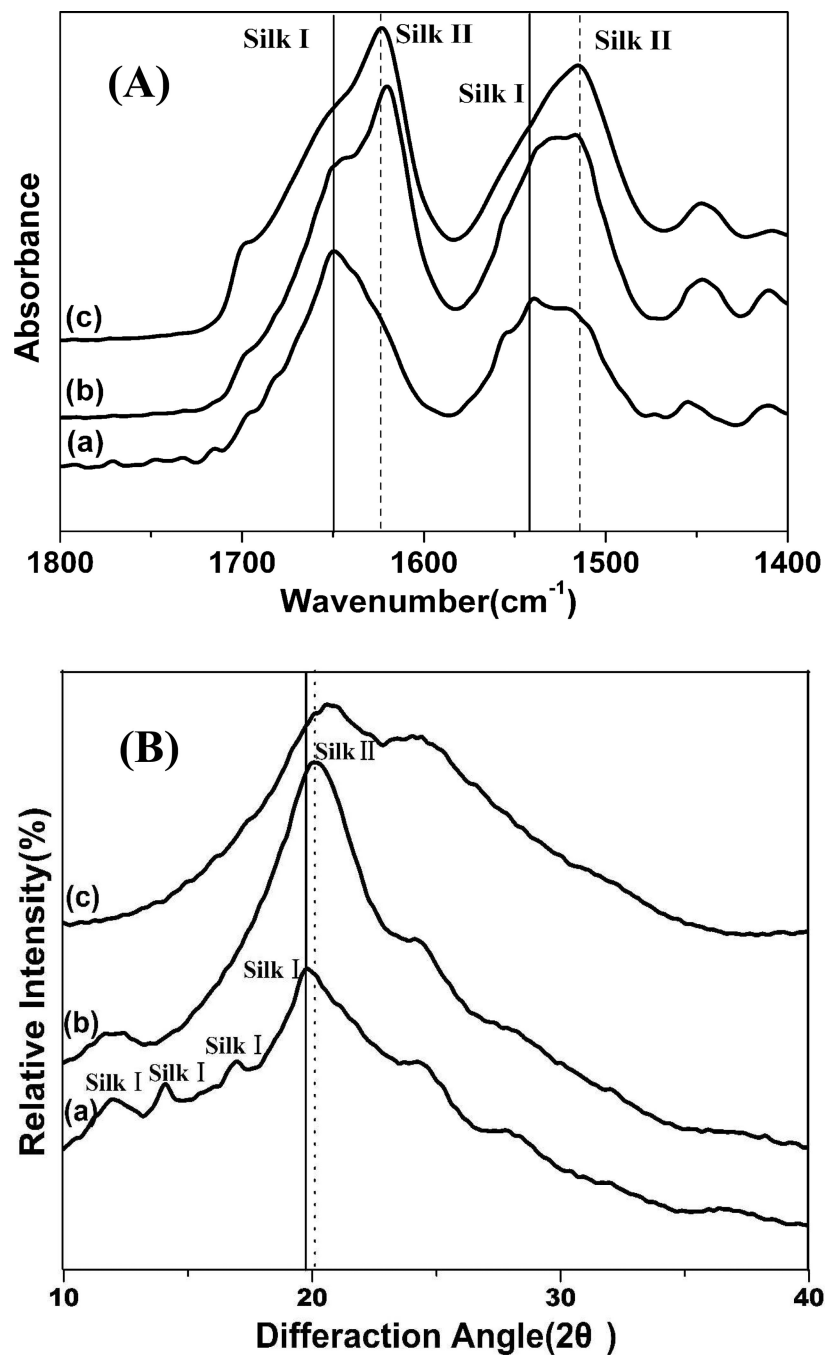 Silk I
Silk II
Silk II
(A)
Silk I
Absorbance
(c)
(b)
(a)
1800
1700
1600
1500
1400
Wavenumber(cm⁻¹)
(B)
Silk II
Relative Intensity(%)
(c)
Silk I
(b)
Silk I
Silk I
Silk I
(a)
10
20
30
40
Differaction Angle(2θ )